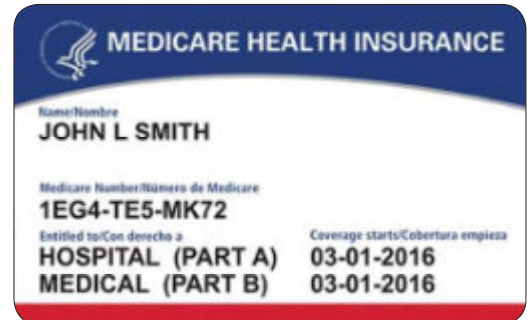 MEDICARE HEALTH INSURANCE
Name/Nombre
JOHN L SMITH
Medicare Number/Número de Medicare
1EG4-TE5-MK72
Entitled to/Con derecho a Coverage starts/Cobertura empieza
HOSPITAL (PART A) 03-01-2016
MEDICAL (PART B) 03-01-2016